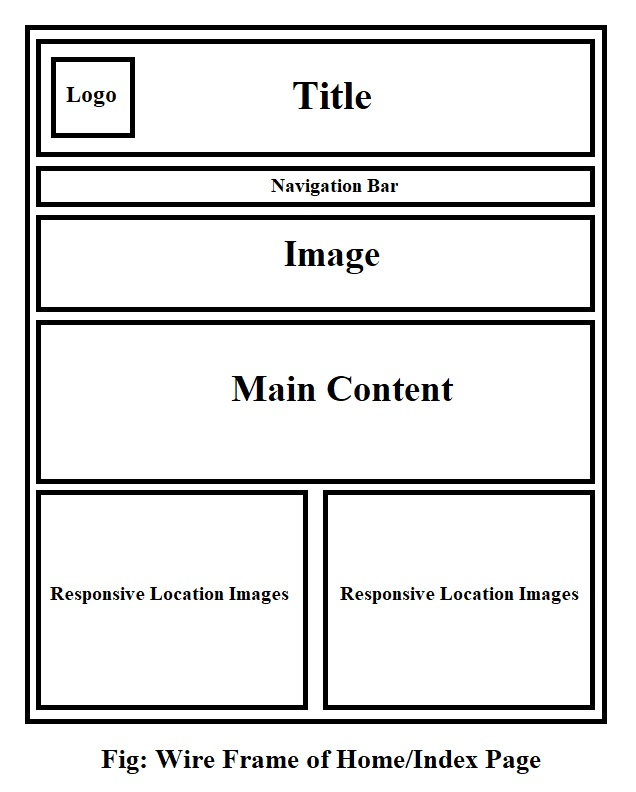 Logo
Title
Navigation Bar
Image
Main Content
Responsive Location Images
Responsive Location Images
Fig: Wire Frame of Home/Index Page